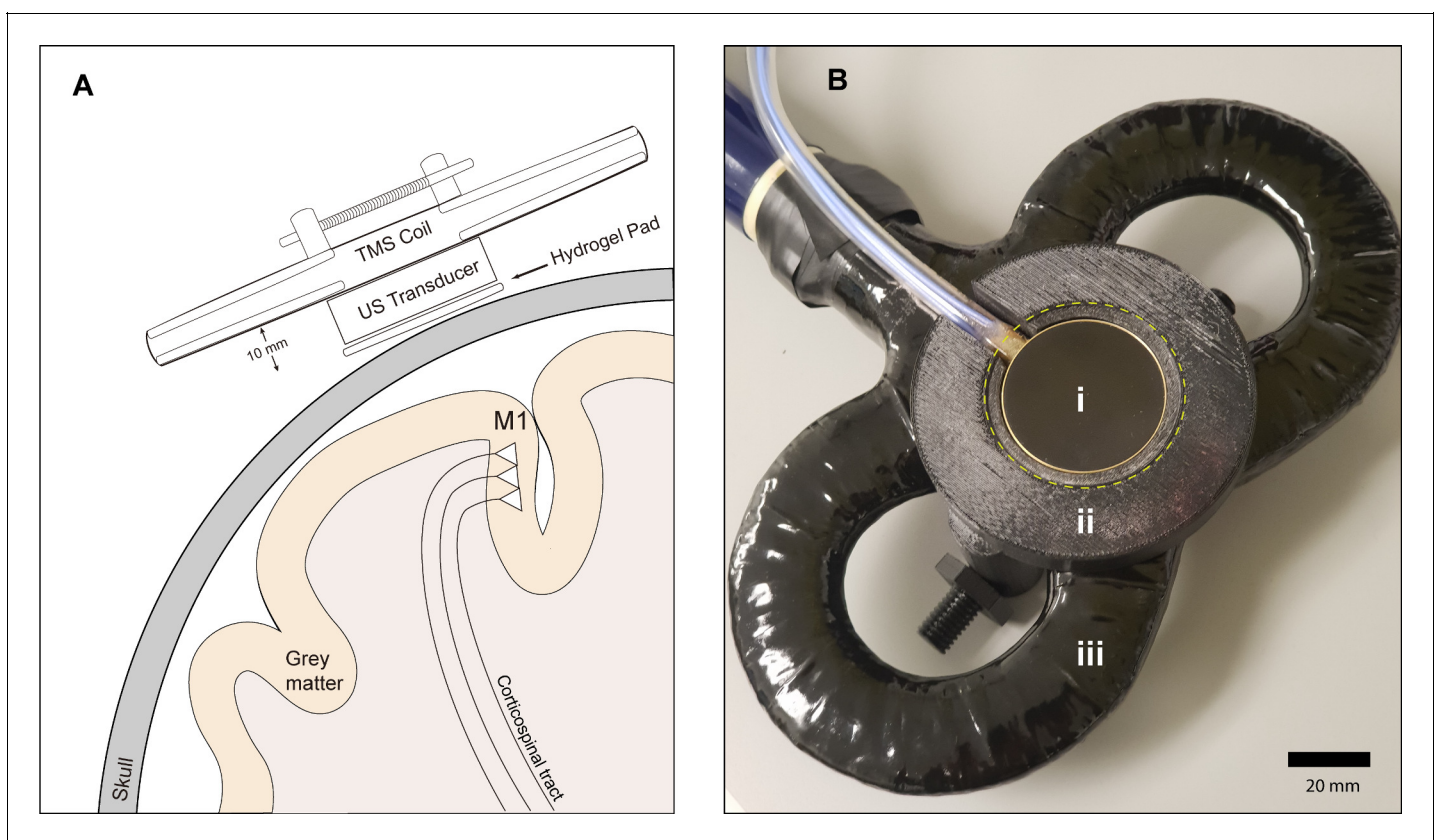 A
TMS Coil
US Transducer
Hydrogel Pad
10 mm
M1
Grey
matter
Corticospinal tract
Skull
B
i
ii
iii
20 mm